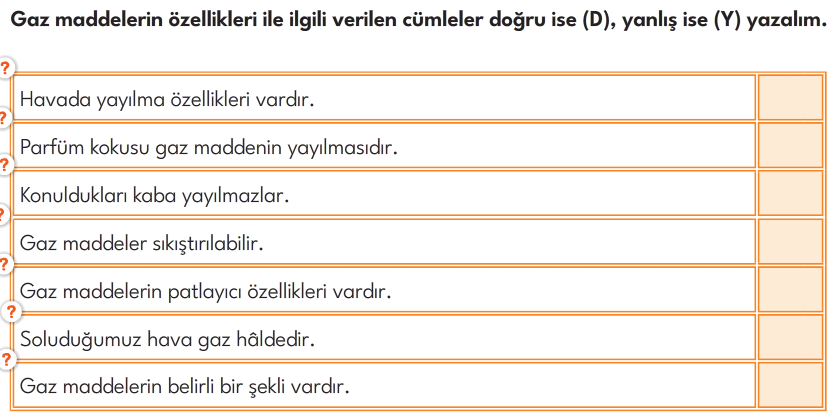 Gaz maddelerin özellikleri ile ilgili verilen cümleler doğru ise (D), yanlış ise (Y) yazalım.
?
Havada yayılma özellikleri vardır.
?
Parfüm kokusu gaz maddenin yayılmasıdır.
?
Konuldukları kaba yayılmazlar.
?
Gaz maddeler sıkıştırılabilir.
?
Gaz maddelerin patlayıcı özellikleri vardır.
?
Soluduğumuz hava gaz hâldedir.
?
Gaz maddelerin belirli bir şekli vardır.